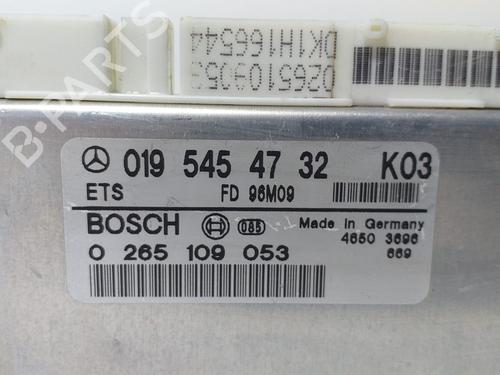 DK1H166544
0265109053
B-PARTS
019 545 47 32 K03
ETS FD 96M09
BOSCH 085 Made in Germany
0 265 109 053 4650 3696
669